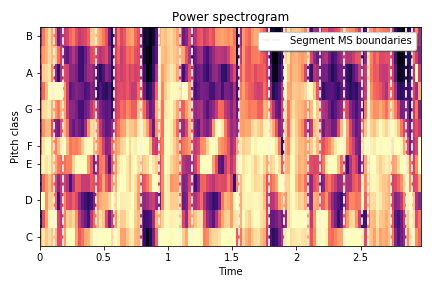 Power spectrogram
Segment MS boundaries
Pitch class
B
A
G
F
E
D
C
0
0.5
1
1.5
2
2.5
Time